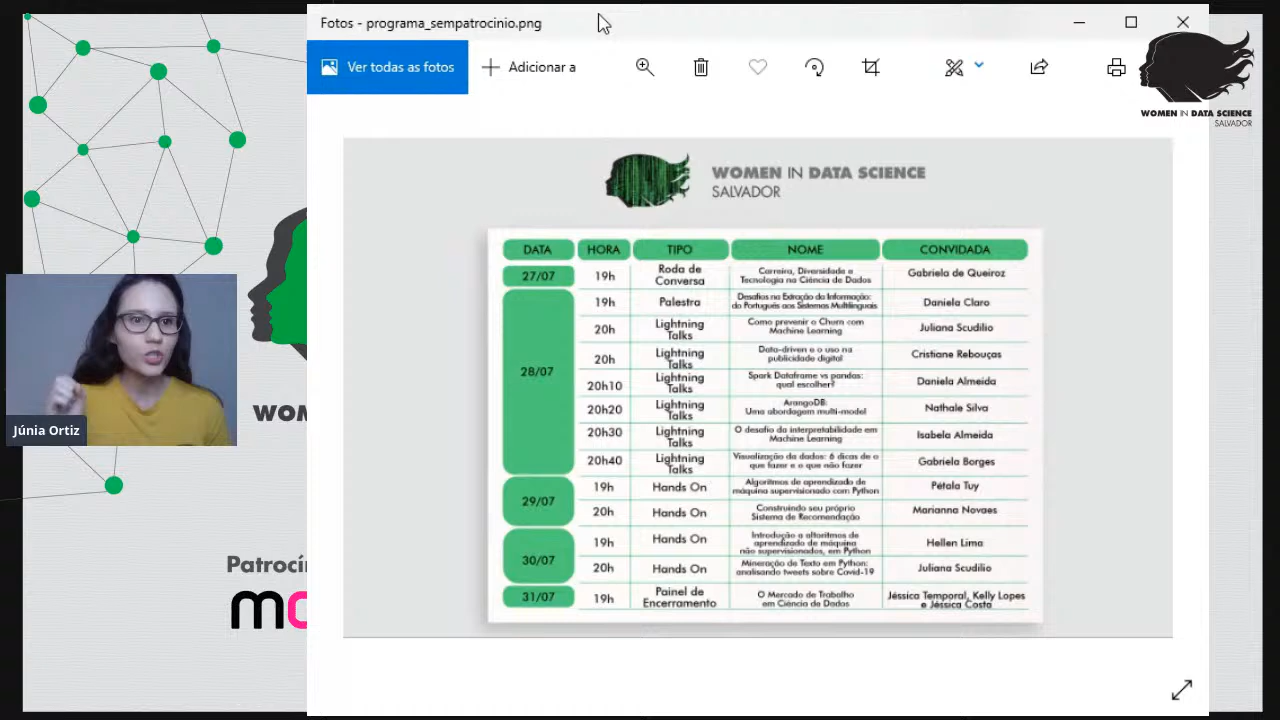 Fotos - programa_sempatrocinio.png
Ver todas as fotos
Adicionar a
WOMEN IN DATA SCIENCE
SALVADOR
WOMEN IN DATA SCIENCE
SALVADOR
DATA HORA TIPO NOME CONVIDADA
27/07 19h Roda de Conversa Carreira, Diversidade e Tecnologia na Ciência de Dados Gabriela de Queiroz
28/07 19h Palestra Desafios na Extração da Informação: do Português aos Sistemas Multilinguais Daniela Claro
20h Lightning Talks Como prevenir o Churn com Machine Learning Juliana Scudilio
20h Lightning Talks Data-driven e o uso na publicidade digital Cristiane Rebouças
20h10 Lightning Talks Spark Dataframe vs pandas: qual escolher? Daniela Almeida
20h20 Lightning Talks ArangoDB: Uma abordagem multi-model Nathale Silva
20h30 Lightning Talks O desafio da interpretabilidade em Machine Learning Isabela Almeida
20h40 Lightning Talks Visualização da dados: 6 dicas de o que fazer e o que não fazer Gabriela Borges
29/07 19h Hands On Algoritmos de aprendizado de máquina supervisionado com Python Pétala Tuy
20h Hands On Construindo seu próprio Sistema de Recomendação Marianna Novaes
30/07 19h Hands On Introdução a altoritmos de aprendizado de máquina não supervisionados, em Python Hellen Lima
20h Hands On Mineração de Texto em Python: analisando tweets sobre Covid-19 Juliana Scudilio
31/07 19h Painel de Encerramento O Mercado de Trabalho em Ciência de Dados Jéssica Temporal, Kelly Lopes e Jéssica Costa
Júnia Ortiz
WOM
Patrocí
mo